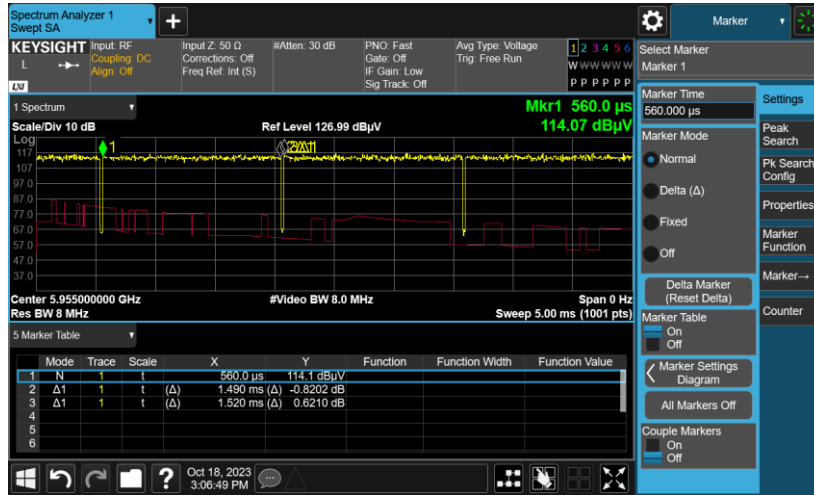 Spectrum Analyzer 1
Swept SA
Marker
KEYSIGHT
L
LXI
Input: RF
Coupling: DC
Align: Off
Input Z: 50 Ω
Corrections: Off
Freq Ref: Int (S)
#Atten: 30 dB
PNO: Fast
Gate: Off
IF Gain: Low
Sig Track: Off
Avg Type: Voltage
Trig: Free Run
1 2 3 4 5 6
W W W W W W
P P P P P P
Select Marker
Marker 1
1 Spectrum
Scale/Div 10 dB
Ref Level 126.99 dBµV
Mkr1 560.0 µs
114.07 dBµV
Log
117
107
97.0
87.0
77.0
67.0
57.0
47.0
37.0
1
Center 5.955000000 GHz
Res BW 8 MHz
#Video BW 8.0 MHz
Span 0 Hz
Sweep 5.00 ms (1001 pts)
5 Marker Table
Mode Trace Scale X Y Function Function Width Function Value
1 N 1 t 560.0 µs 114.1 dBµV
2 Δ1 1 t (Δ) 1.490 ms (Δ) -0.8202 dB
3 Δ1 1 t (Δ) 1.520 ms (Δ) 0.6210 dB
4
5
6
Marker Time
560.000 µs
Marker Mode
Normal
Delta (Δ)
Fixed
Off
Delta Marker
(Reset Delta)
Marker Table
On
Off
Marker Settings
Diagram
All Markers Off
Couple Markers
On
Off
Settings
Peak
Search
Pk Search
Config
Properties
Marker
Function
Marker→
Counter
?
Oct 18, 2023
3:06:49 PM